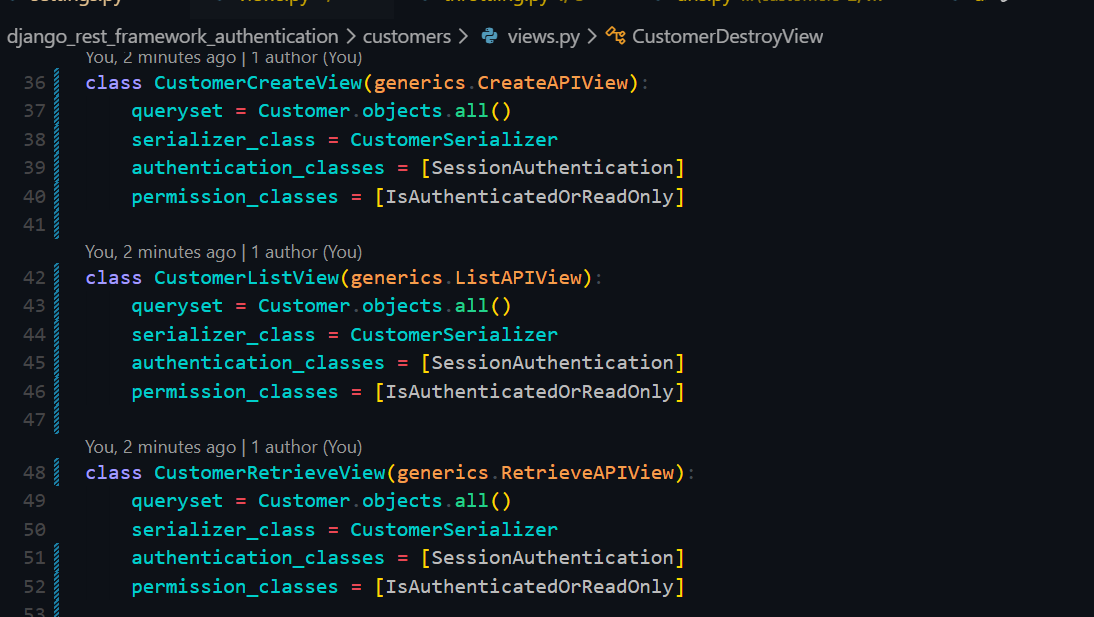 django_rest_framework_authentication > customers > views.py > CustomerDestroyView
You, 2 minutes ago | 1 author (You)
36 class CustomerCreateView(generics.CreateAPIView):
37 queryset = Customer.objects.all()
38 serializer_class = CustomerSerializer
39 authentication_classes = [SessionAuthentication]
40 permission_classes = [IsAuthenticatedOrReadOnly]
41
You, 2 minutes ago | 1 author (You)
42 class CustomerListView(generics.ListAPIView):
43 queryset = Customer.objects.all()
44 serializer_class = CustomerSerializer
45 authentication_classes = [SessionAuthentication]
46 permission_classes = [IsAuthenticatedOrReadOnly]
47
You, 2 minutes ago | 1 author (You)
48 class CustomerRetrieveView(generics.RetrieveAPIView):
49 queryset = Customer.objects.all()
50 serializer_class = CustomerSerializer
51 authentication_classes = [SessionAuthentication]
52 permission_classes = [IsAuthenticatedOrReadOnly]
53